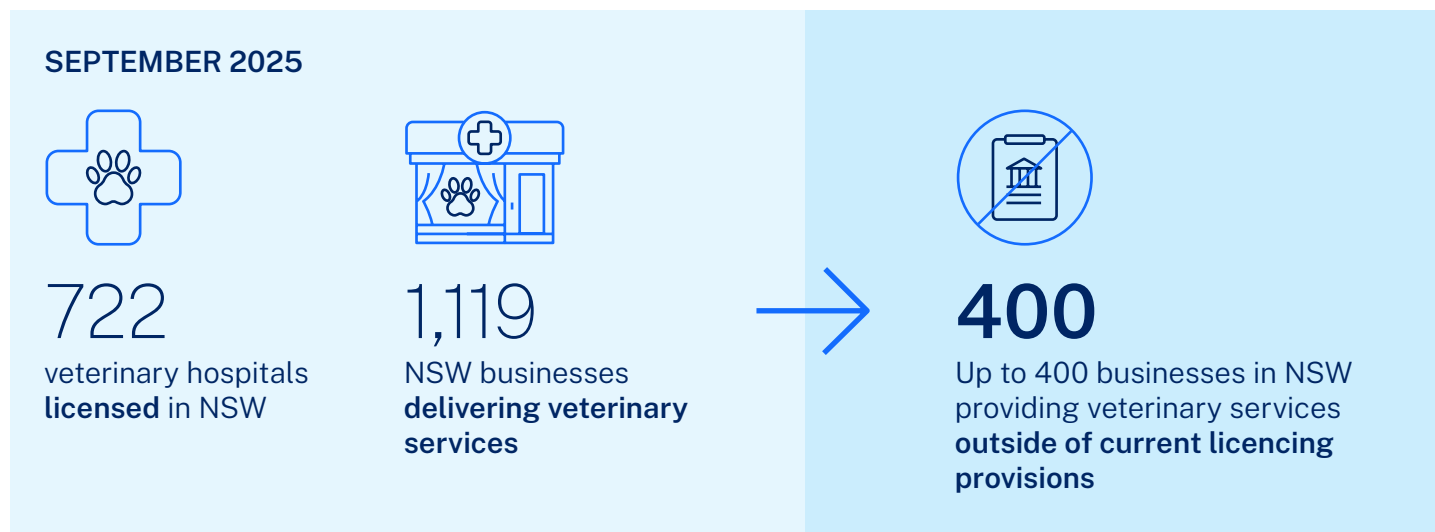 SEPTEMBER 2025
722
veterinary hospitals
licensed in NSW
1,119
NSW businesses
delivering veterinary
services
400
Up to 400 businesses in NSW
providing veterinary services
outside of current licencing
provisions